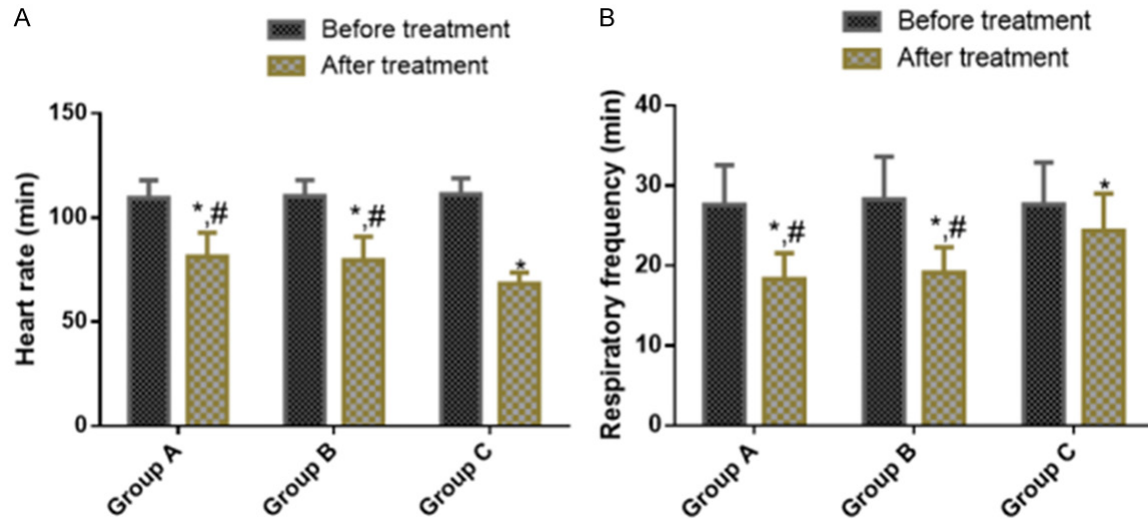 A
Before treatment
After treatment
Heart rate (min)
150
100
50
0
*,#
*,#
*
Group A
Group B
Group C
B
Before treatment
After treatment
Respiratory frequency (min)
40
30
20
10
0
*,#
*,#
*
Group A
Group B
Group C